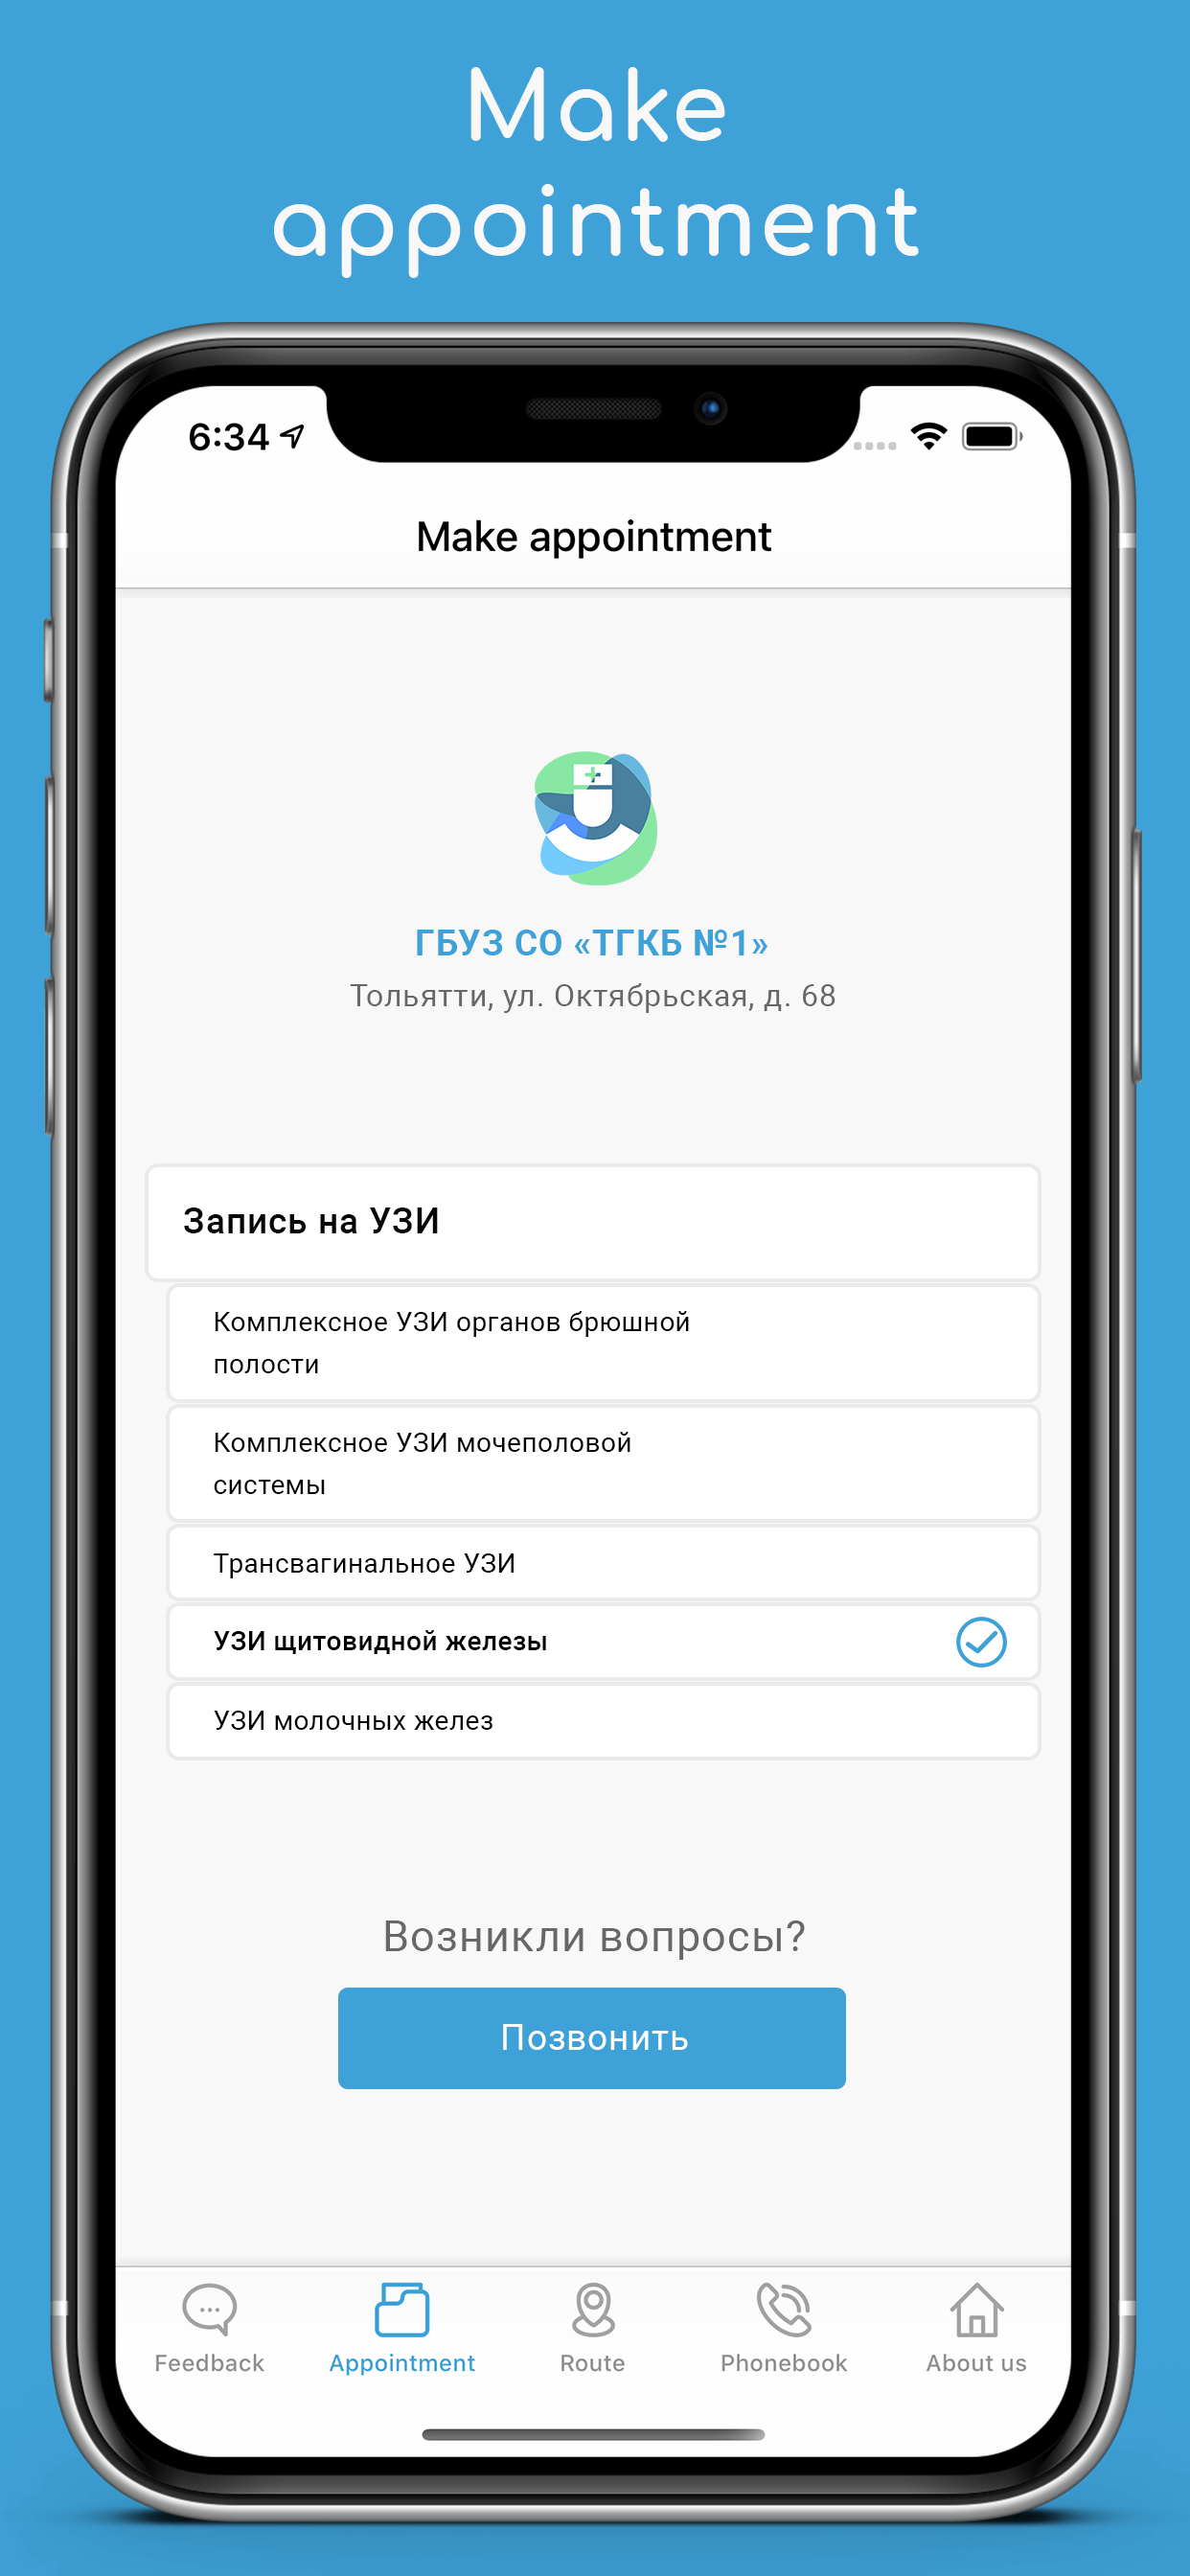 Make
appointment
6:34
Make appointment
ГБУЗ СО «ТГКБ №1»
Тольятти, ул. Октябрьская, д. 68
Запись на УЗИ
Комплексное УЗИ органов брюшной
полости
Комплексное УЗИ мочеполовой
системы
Трансвагинальное УЗИ
УЗИ щитовидной железы
УЗИ молочных желез
Возникли вопросы?
Позвонить
Feedback Appointment Route Phonebook About us